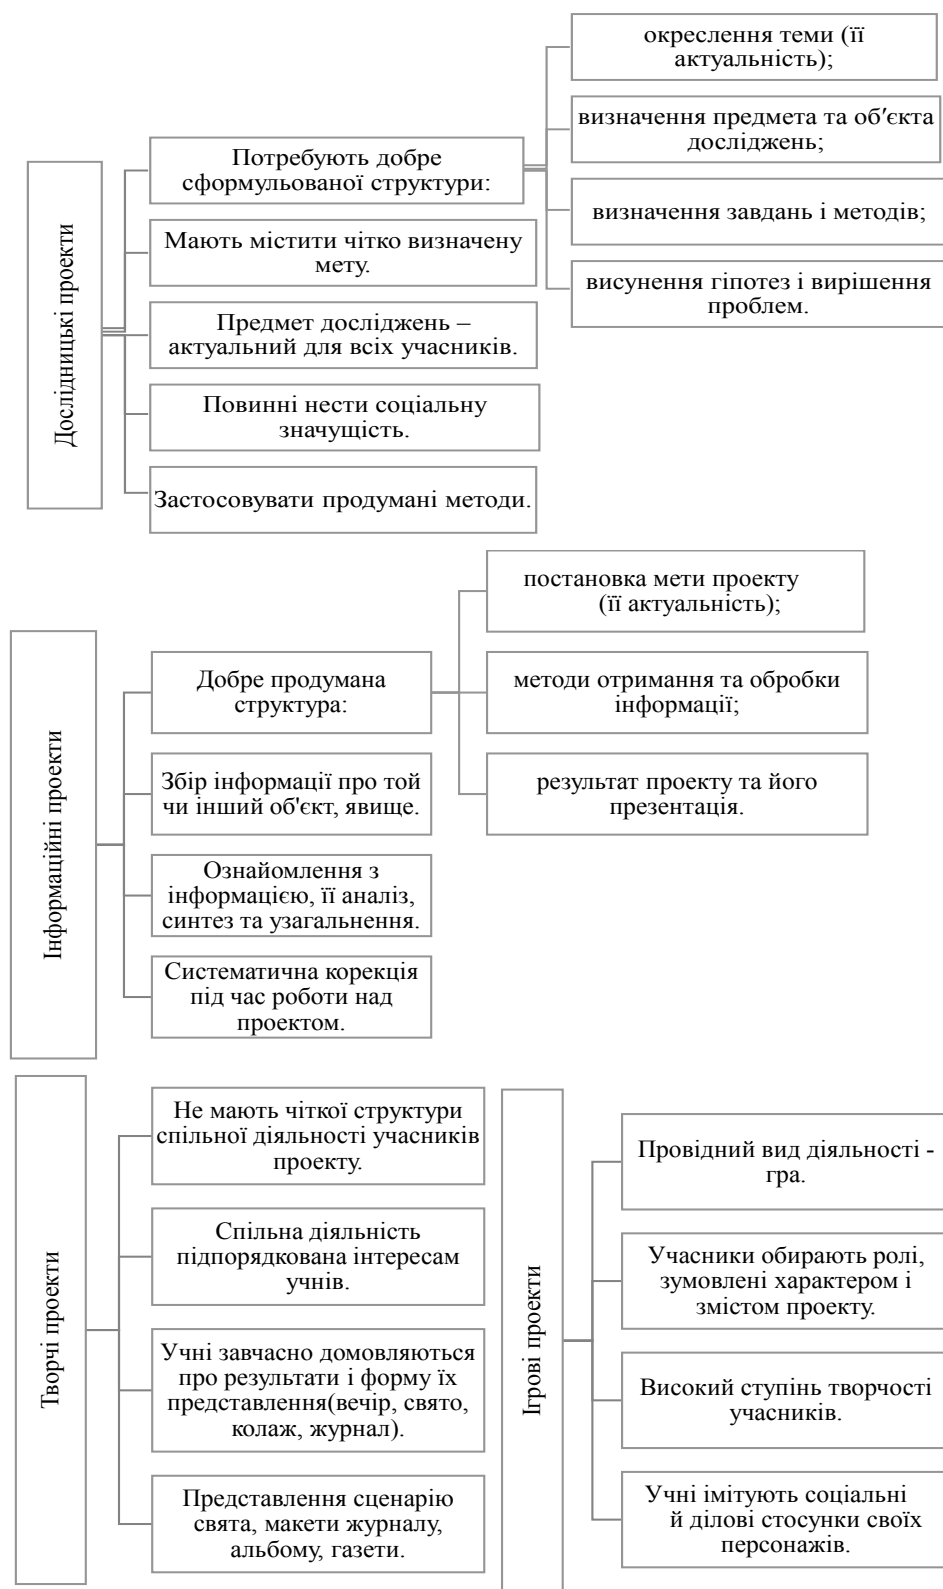 Дослідницькі проекти
Потребують добре
сформульованої структури:
окреслення теми (її
актуальність);
визначення предмета та об′єкта
досліджень;
визначення завдань і методів;
висунення гіпотез і вирішення
проблем.
Мають містити чітко визначену
мету.
Предмет досліджень –
актуальний для всіх учасників.
Повинні нести соціальну
значущість.
Застосовувати продумані методи.
Інформаційні проекти
Добре продумана
структура:
постановка мети проекту
(її актуальність);
методи отримання та обробки
інформації;
результат проекту та його
презентація.
Збір інформації про той
чи інший об'єкт, явище.
Ознайомлення з
інформацією, її аналіз,
синтез та узагальнення.
Систематична корекція
під час роботи над
проектом.
Творчі проекти
Не мають чіткої структури
спільної діяльності учасників
проекту.
Спільна діяльність
підпорядкована інтересам
учнів.
Учні завчасно домовляються
про результати і форму їх
представлення(вечір, свято,
колаж, журнал).
Представлення сценарію
свята, макети журналу,
альбому, газети.
Ігрові проекти
Провідний вид діяльності -
гра.
Учасники обирають ролі,
зумовлені характером і
змістом проекту.
Високий ступінь творчості
учасників.
Учні імітують соціальні
й ділові стосунки своїх
персонажів.